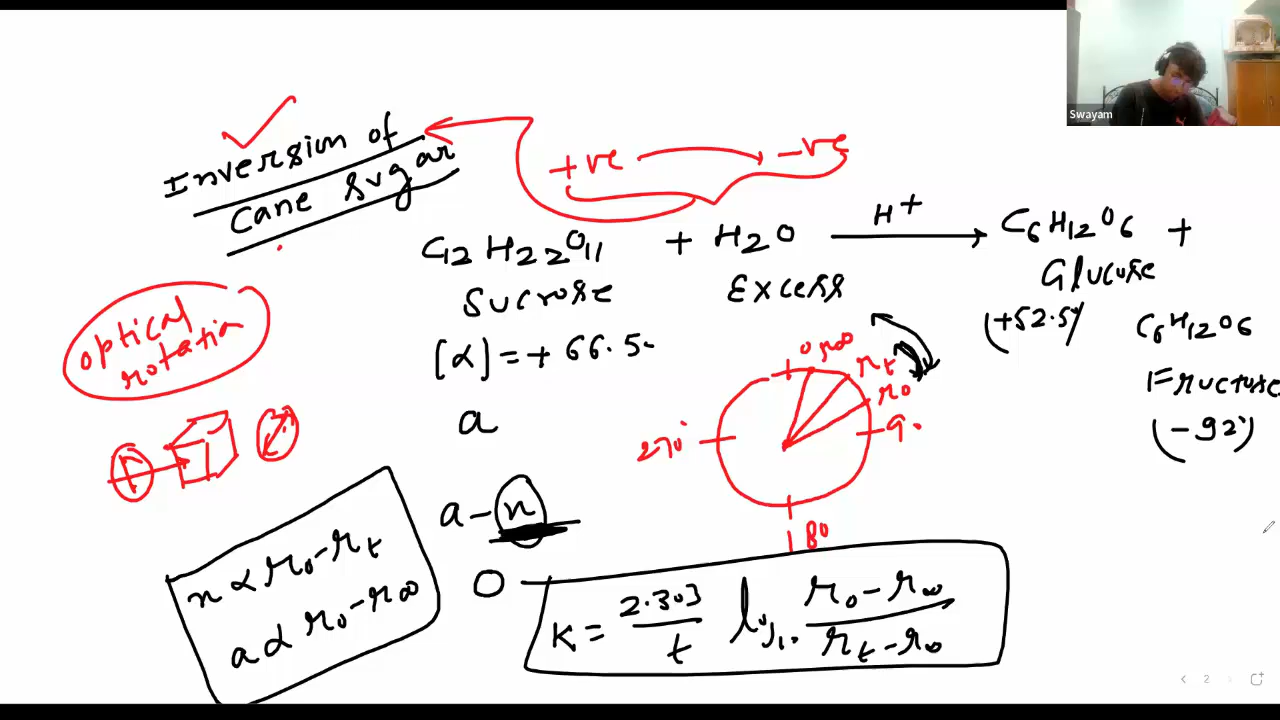 Swayam
Inversion of
cane sugar
+ve → -ve
C12H22O11 + H2O → H+ C6H12O6 +
Sucrose Excess Glucose
[α] = +66.5° (+52.5°)
C6H12O6
Fructose
(-92°)
optical
rotation
0 r∞
rt
r0
90
270°
180
a
a-x
0
x α r0-rt
a α r0-r∞
K = 2.303/t log10 r0-r∞/rt-r∞
2